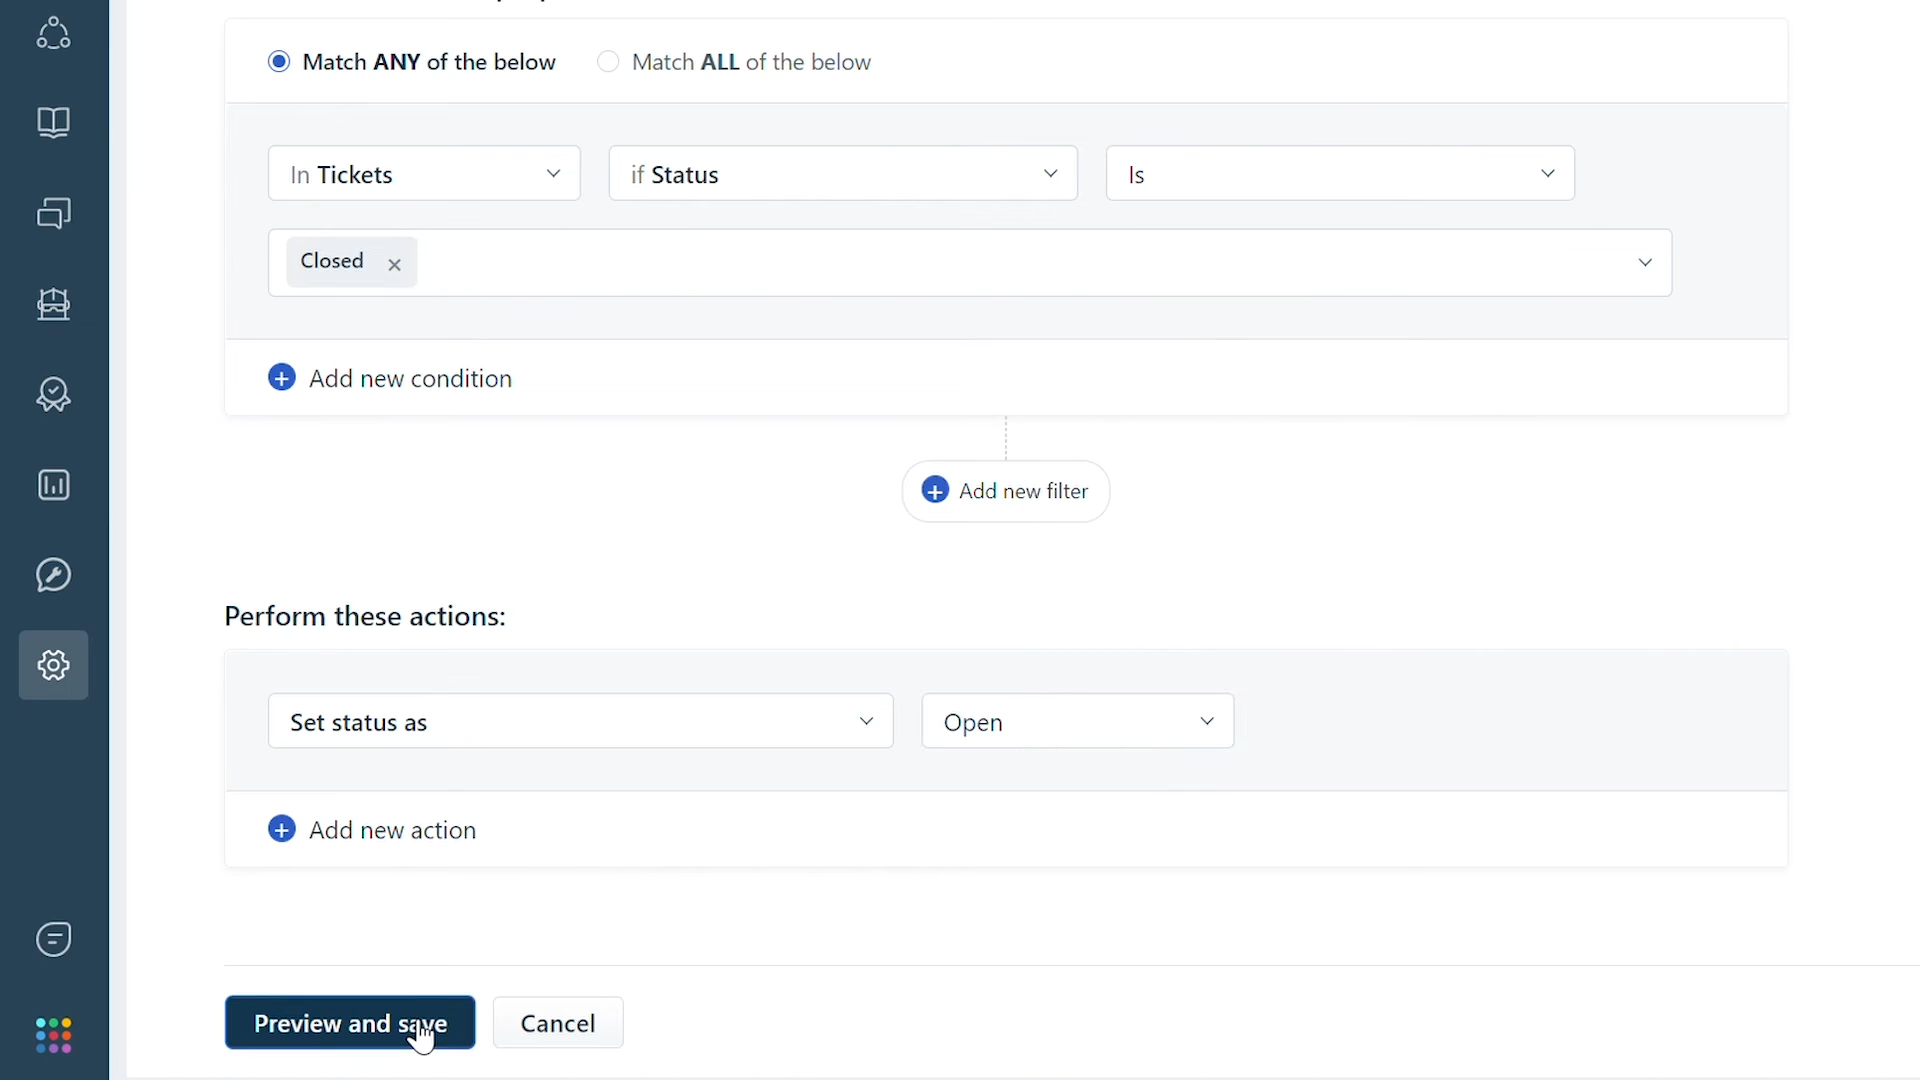 Match ANY of the below Match ALL of the below
In Tickets if Status Is
Closed
Add new condition
Add new filter
Perform these actions:
Set status as Open
Add new action
Preview and save Cancel